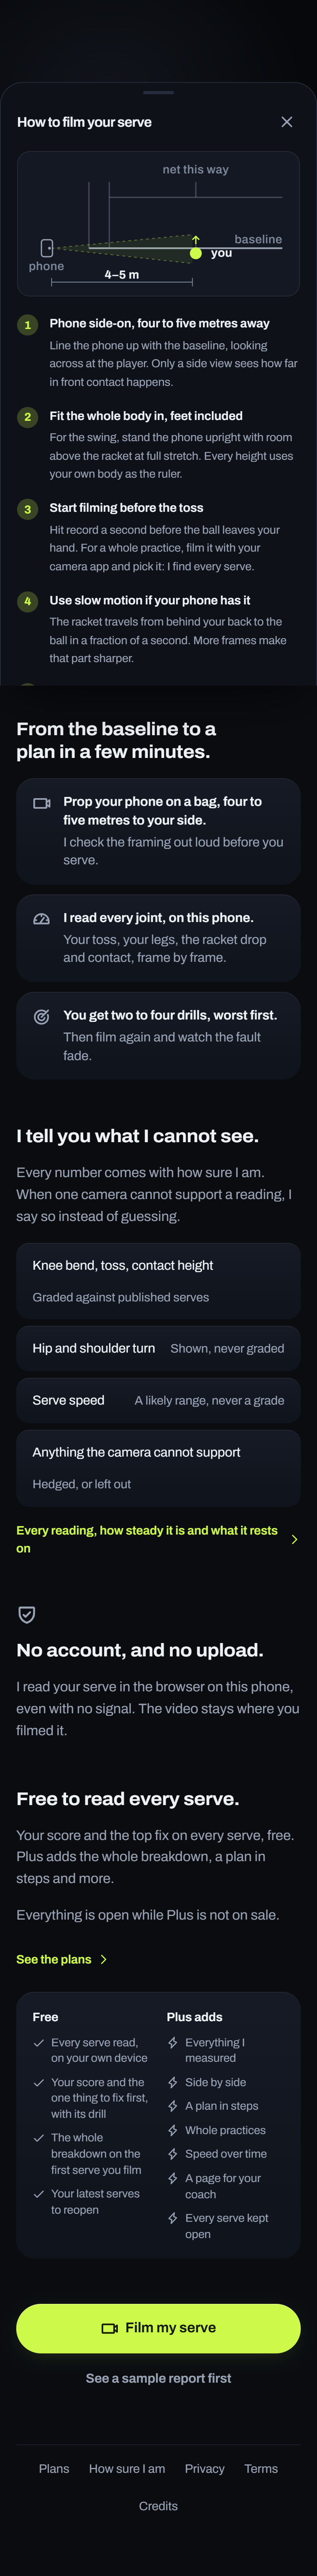 How to film your serve
net this way
baseline
you
phone
4–5 m
1
Phone side-on, four to five metres away
Line the phone up with the baseline, looking
across at the player. Only a side view sees how far
in front contact happens.
2
Fit the whole body in, feet included
For the swing, stand the phone upright with room
above the racket at full stretch. Every height uses
your own body as the ruler.
3
Start filming before the toss
Hit record a second before the ball leaves your
hand. For a whole practice, film it with your
camera app and pick it: I find every serve.
4
Use slow motion if your phone has it
The racket travels from behind your back to the
ball in a fraction of a second. More frames make
that part sharper.
From the baseline to a
plan in a few minutes.
Prop your phone on a bag, four to
five metres to your side.
I check the framing out loud before you
serve.
I read every joint, on this phone.
Your toss, your legs, the racket drop
and contact, frame by frame.
You get two to four drills, worst first.
Then film again and watch the fault
fade.
I tell you what I cannot see.
Every number comes with how sure I am.
When one camera cannot support a reading, I
say so instead of guessing.
Knee bend, toss, contact height
Graded against published serves
Hip and shoulder turn Shown, never graded
Serve speed A likely range, never a grade
Anything the camera cannot support
Hedged, or left out
Every reading, how steady it is and what it rests
on
No account, and no upload.
I read your serve in the browser on this phone,
even with no signal. The video stays where you
filmed it.
Free to read every serve.
Your score and the top fix on every serve, free.
Plus adds the whole breakdown, a plan in
steps and more.
Everything is open while Plus is not on sale.
See the plans
Free
Every serve read,
on your own device
Your score and the
one thing to fix first,
with its drill
The whole
breakdown on the
first serve you film
Your latest serves
to reopen
Plus adds
Everything I
measured
Side by side
A plan in steps
Whole practices
Speed over time
A page for your
coach
Every serve kept
open
Film my serve
See a sample report first
Plans How sure I am Privacy Terms
Credits